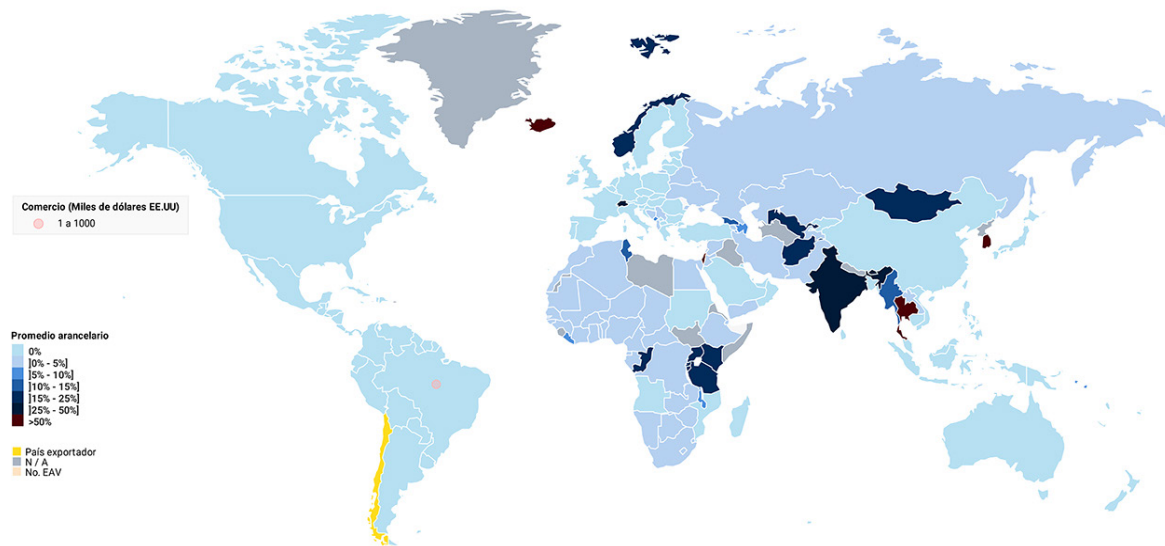 Comercio (Miles de dólares EE.UU)
1 a 1000
Promedio arancelario
0%
]0% - 5%]
]5% - 10%]
]10% - 15%]
]15% - 25%]
]25% - 50%]
>50%
País exportador
N / A
No. EAV